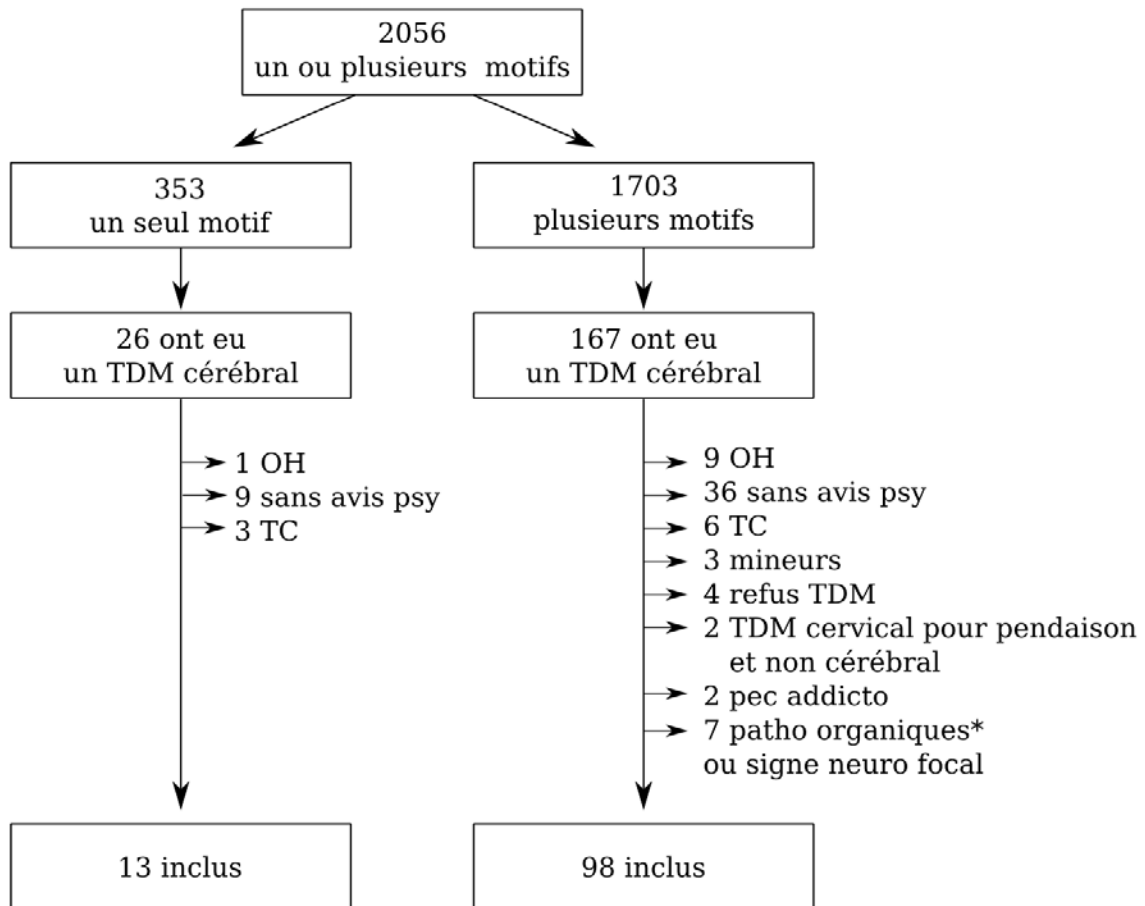 2056
un ou plusieurs motifs
353
un seul motif
1703
plusieurs motifs
26 ont eu
un TDM cérébral
167 ont eu
un TDM cérébral
1 OH
9 sans avis psy
3 TC
9 OH
36 sans avis psy
6 TC
3 mineurs
4 refus TDM
2 TDM cervical pour pendaison
et non cérébral
2 pec addicto
7 patho organiques*
ou signe neuro focal
13 inclus
98 inclus